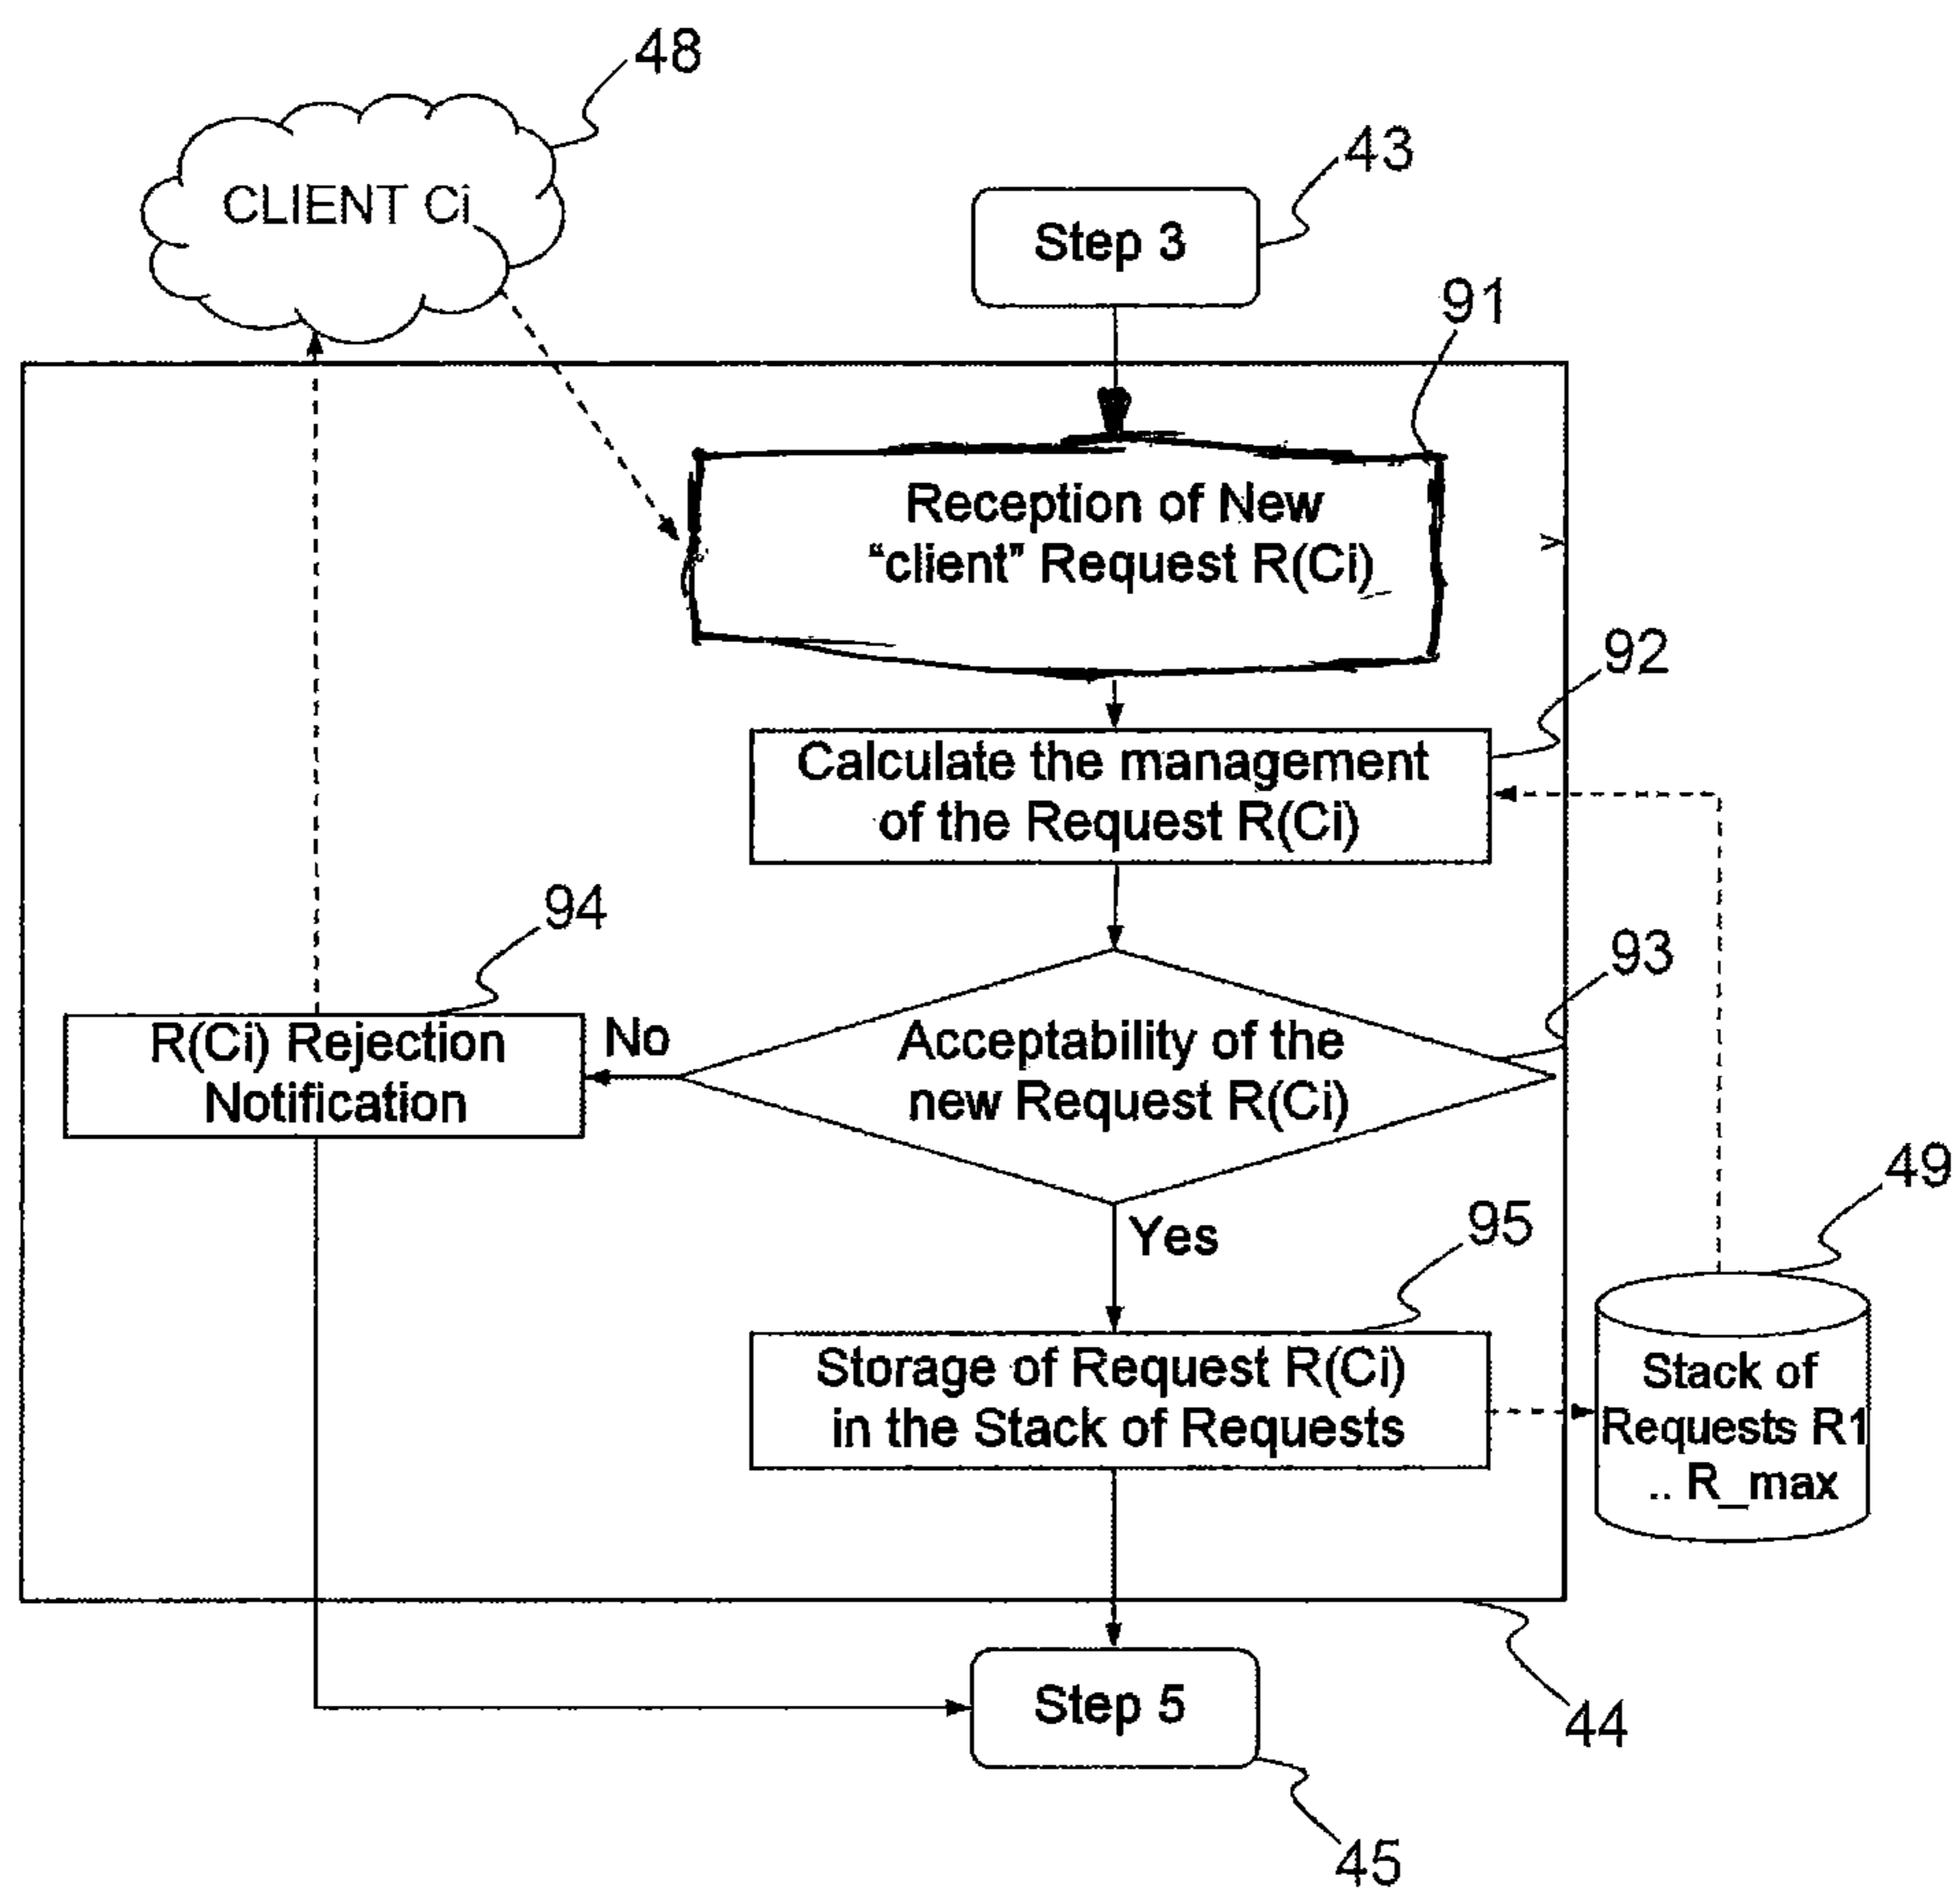 48
CLIENT Ci
43
Step 3
91
Reception of New
“client” Request R(Ci)
92
Calculate the management
of the Request R(Ci)
94
93
R(Ci) Rejection
Notification
No
Acceptability of the
new Request R(Ci)
49
Yes
95
Storage of Request R(Ci)
in the Stack of Requests
Stack of
Requests R1
.. R_max
Step 5
44
45